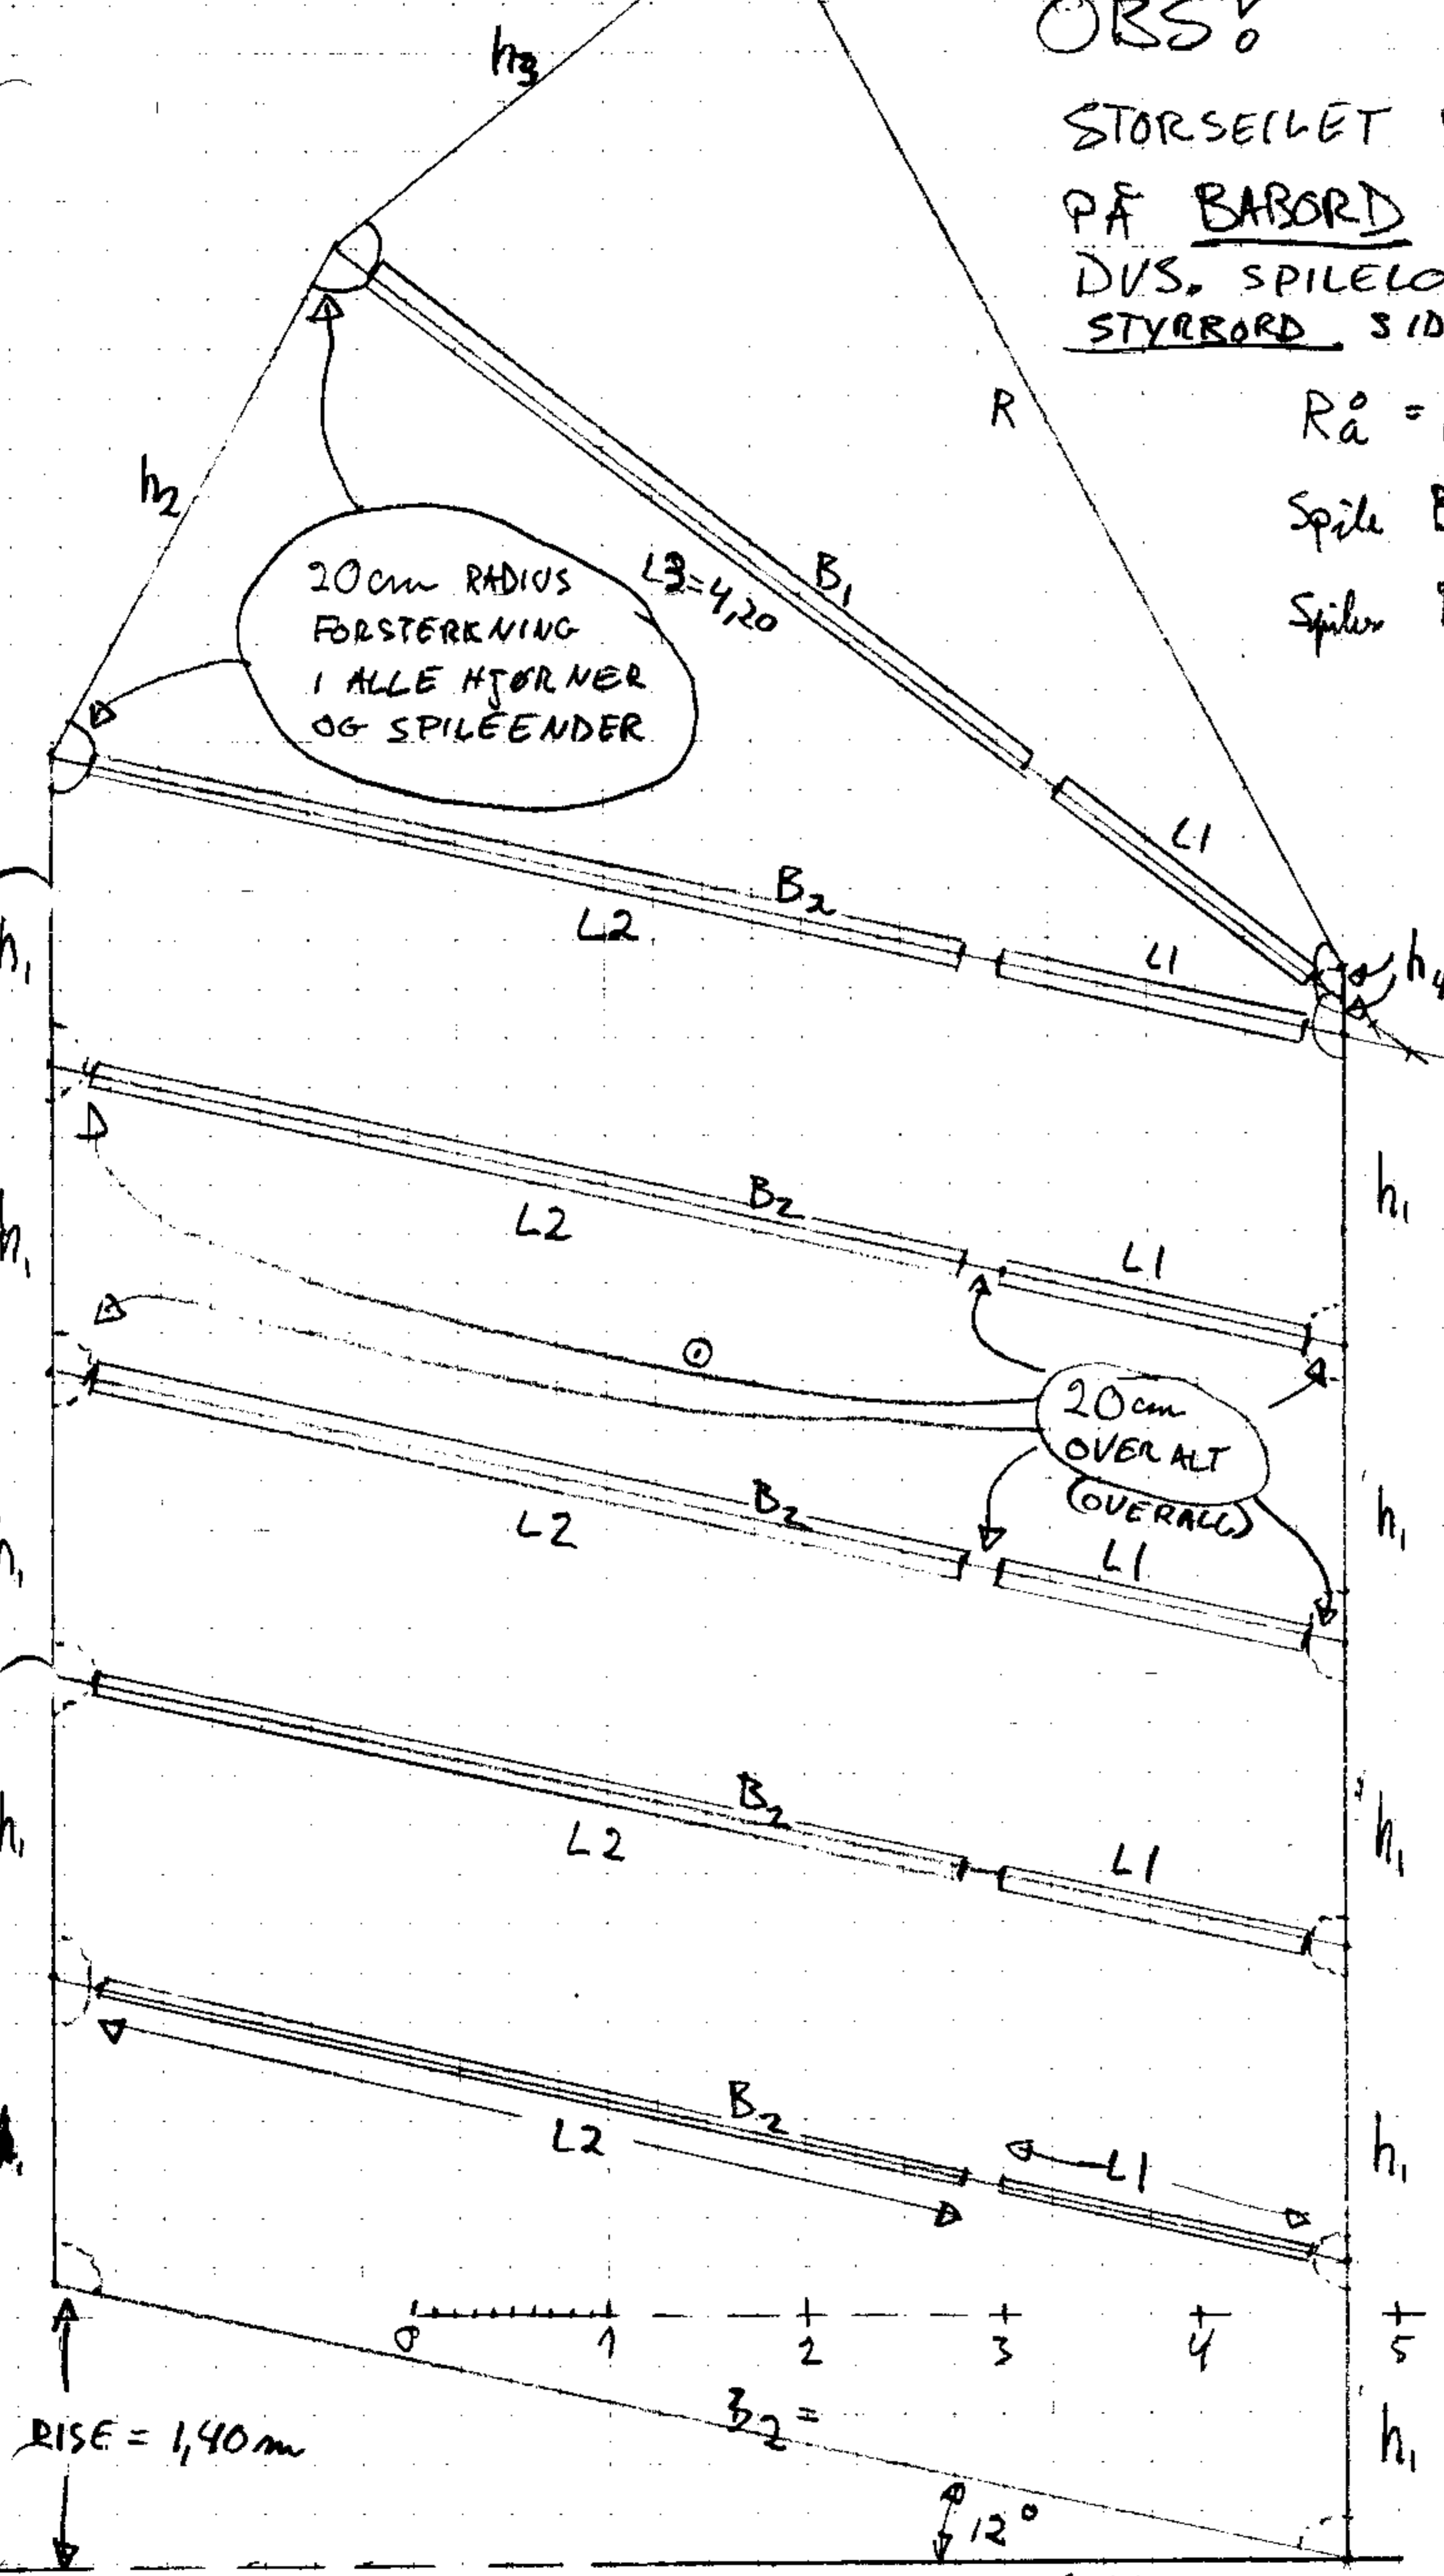 OBS!
h3
STORSEILET
PÅ BABORD
DVS. SPILELO
STYRBORD SID
R
Rå =
h2
Spile B
Spiler
20cm RADIUS
FORSTERKNING
I ALLE HJØRNER
OG SPILEENDER
L3=4,20
B1
L1
B2
L2
L1
h1
h4
B2
L2
L1
h1
h1
20cm
OVERALT
(OVERALL)
B2
L2
L1
h1
h1
B2
L2
L1
h1
h1
B2
L2
L1
h1
0 1 2 3 4 5
B2 =
RISE = 1,40m
h1
12°